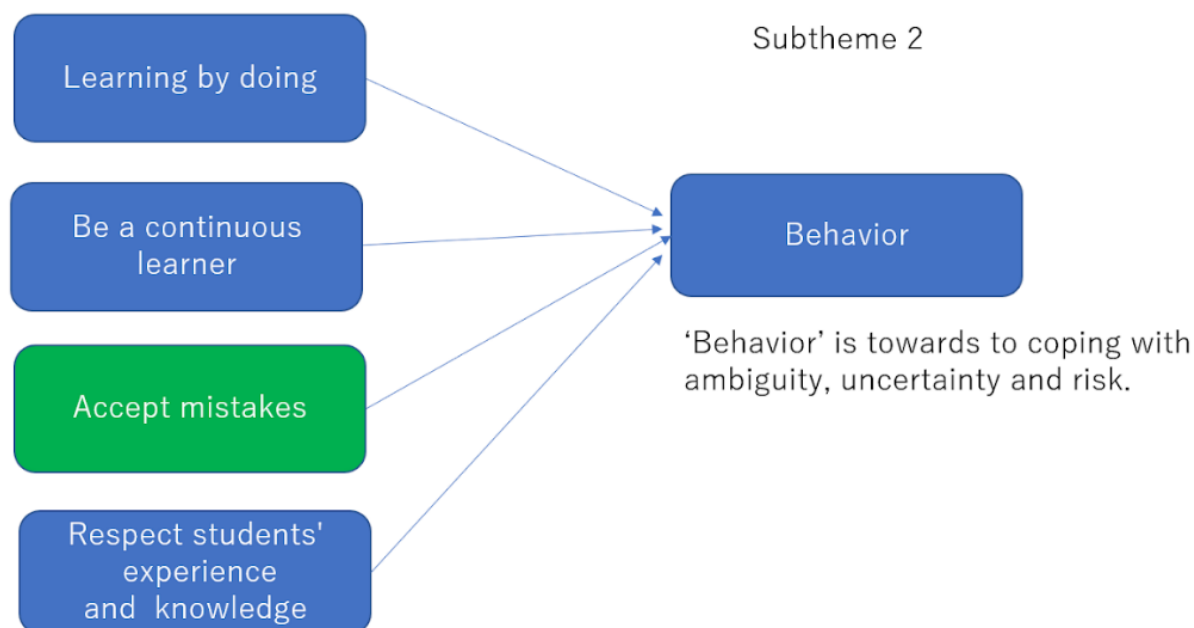 Subtheme 2
Learning by doing
Be a continuous
learner
Accept mistakes
Respect students'
experience
and knowledge
Behavior
‘Behavior’ is towards to coping with
ambiguity, uncertainty and risk.